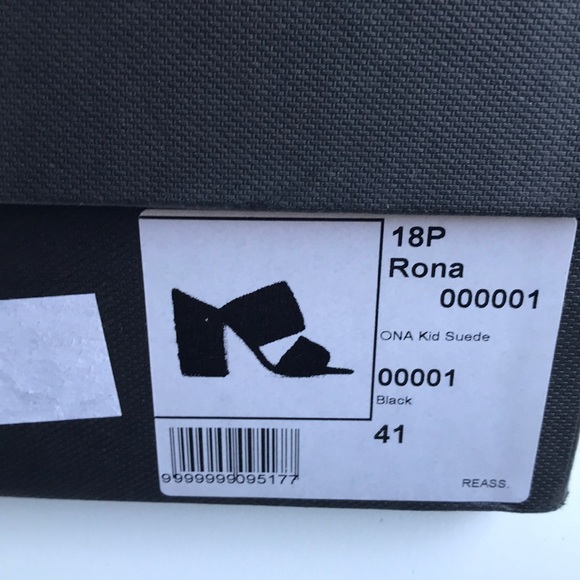 18P
Rona
000001
ONA Kid Suede
00001
Black
41
9999999095177
REASS.